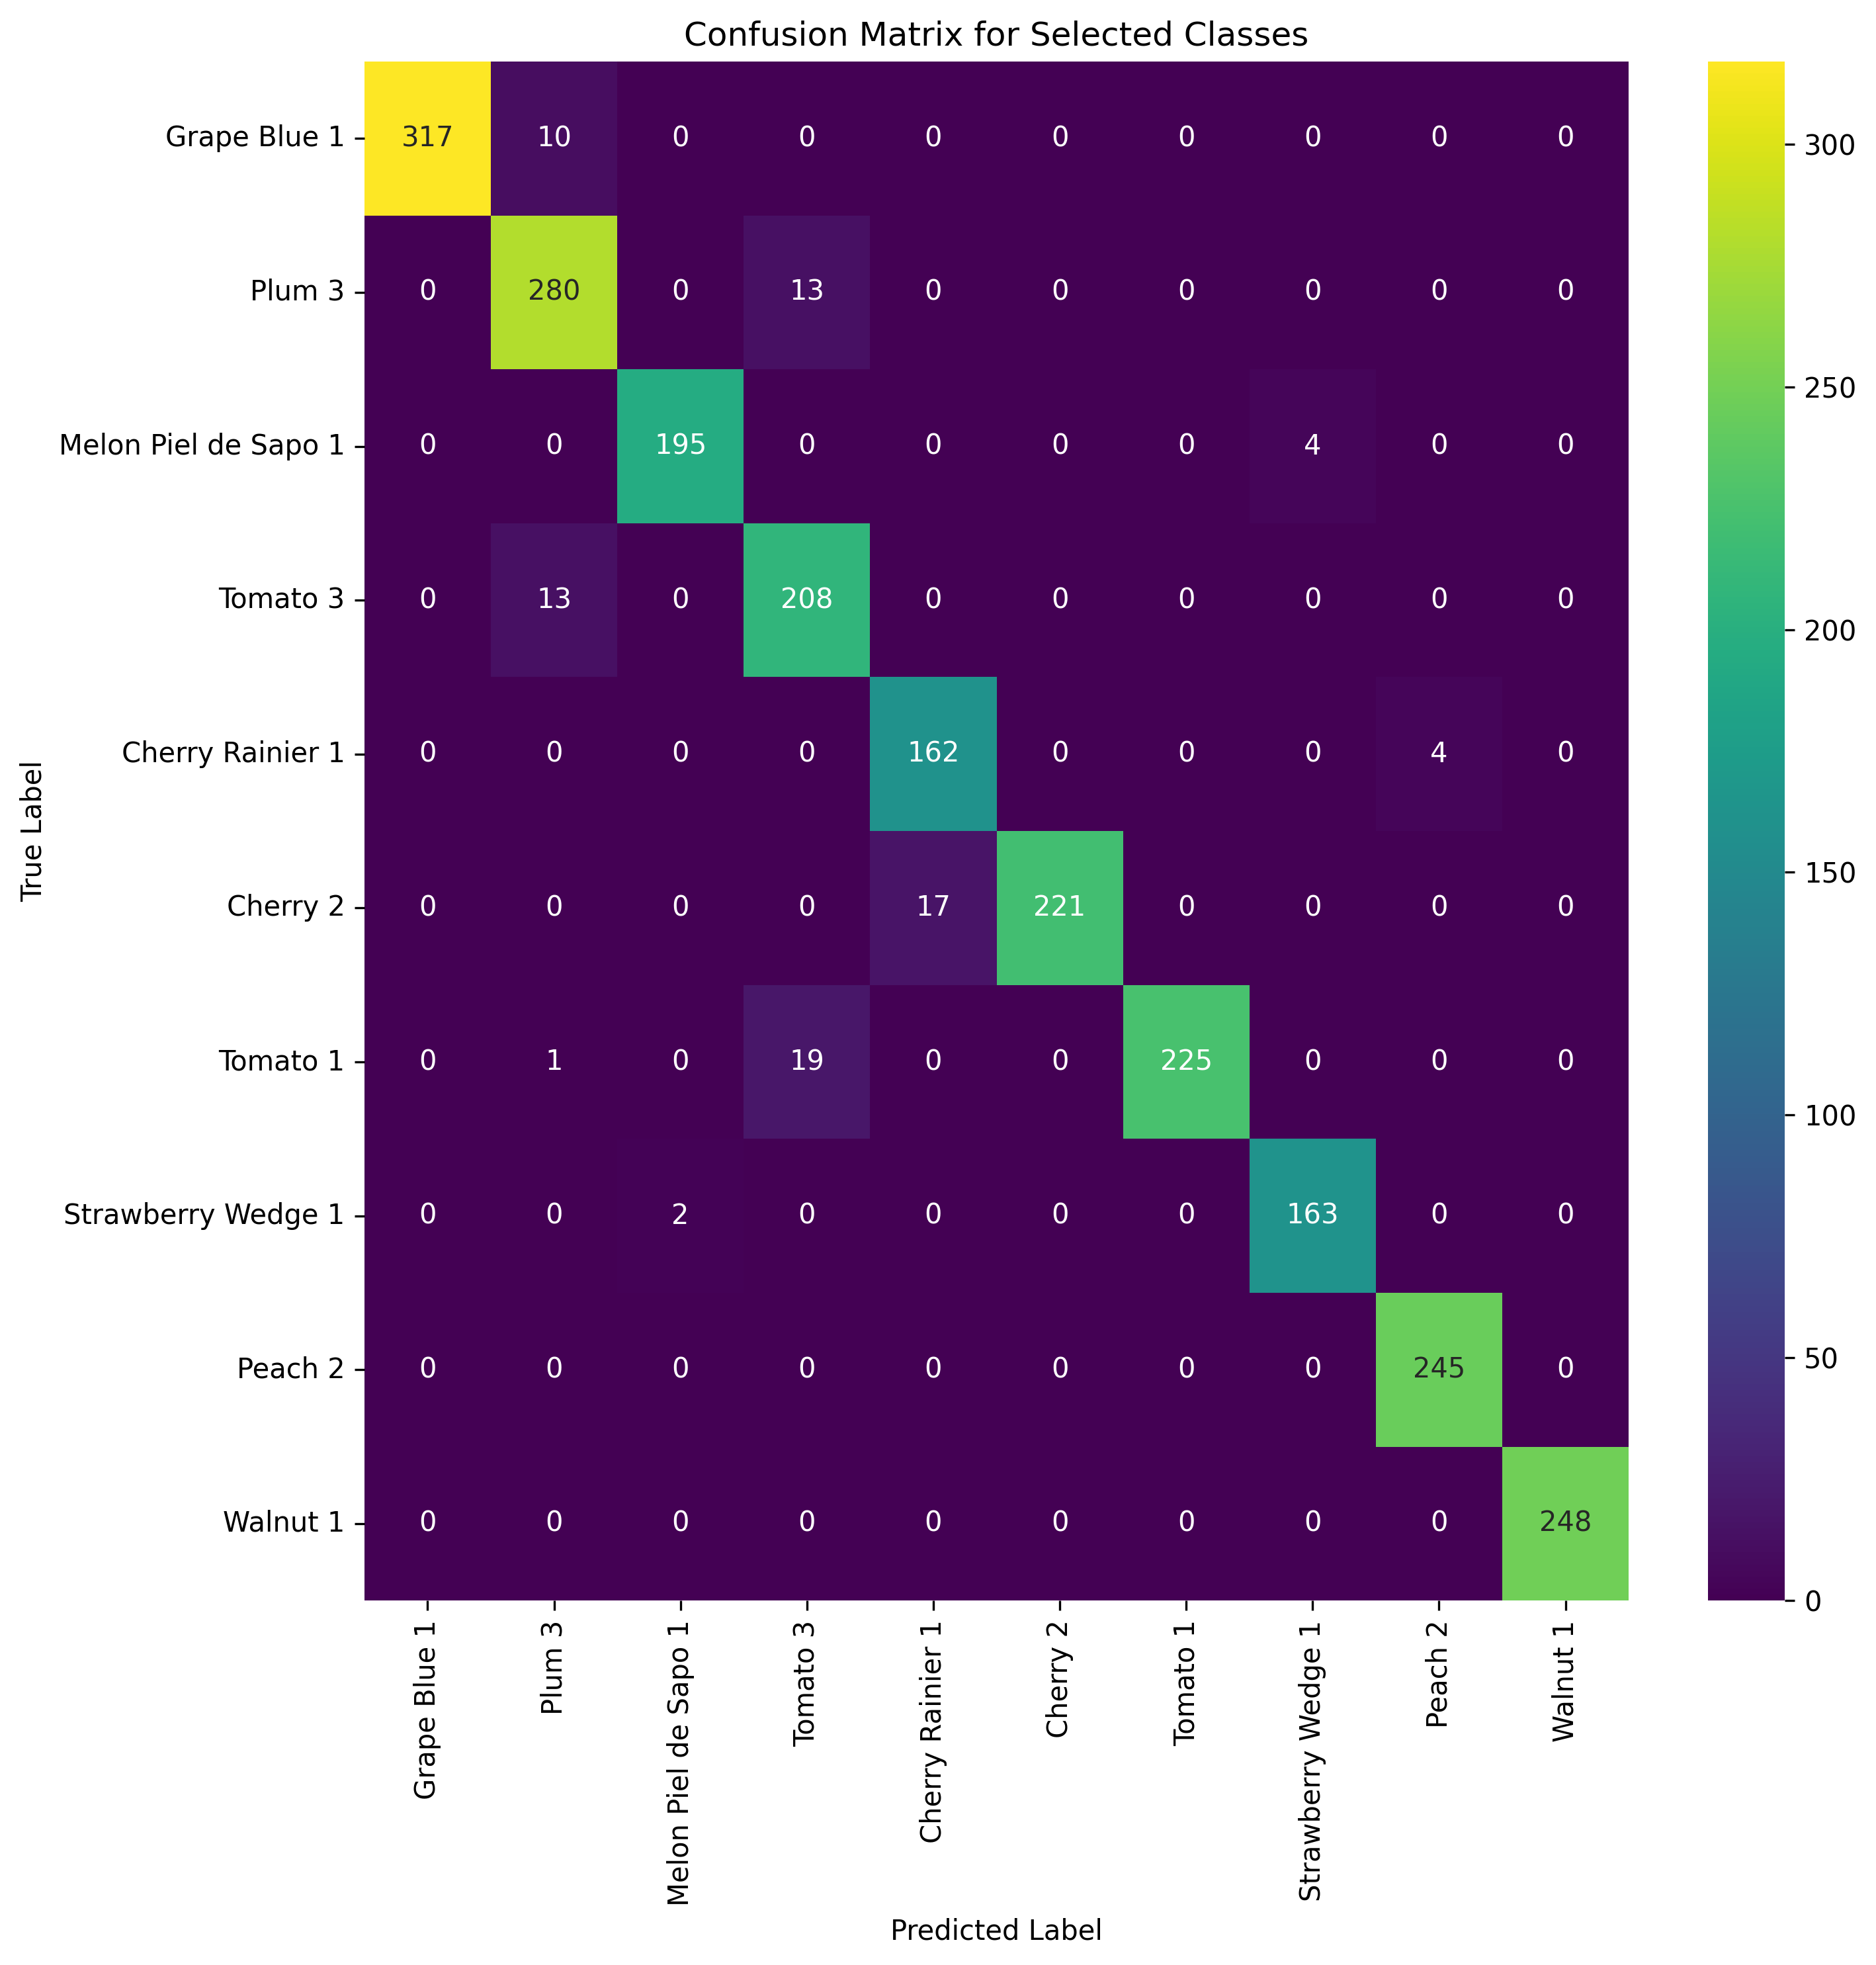 Confusion Matrix for Selected Classes
Grape Blue 1 317 10 0 0 0 0 0 0 0 0
Plum 3 0 280 0 13 0 0 0 0 0 0
Melon Piel de Sapo 1 0 0 195 0 0 0 0 4 0 0
Tomato 3 0 13 0 208 0 0 0 0 0 0
Cherry Rainier 1 0 0 0 0 162 0 0 0 4 0
Cherry 2 0 0 0 0 17 221 0 0 0 0
Tomato 1 0 1 0 19 0 0 225 0 0 0
Strawberry Wedge 1 0 0 2 0 0 0 0 163 0 0
Peach 2 0 0 0 0 0 0 0 0 245 0
Walnut 1 0 0 0 0 0 0 0 0 0 248
True Label
Grape Blue 1
Plum 3
Melon Piel de Sapo 1
Tomato 3
Cherry Rainier 1
Cherry 2
Tomato 1
Strawberry Wedge 1
Peach 2
Walnut 1
Predicted Label
300
250
200
150
100
50
0